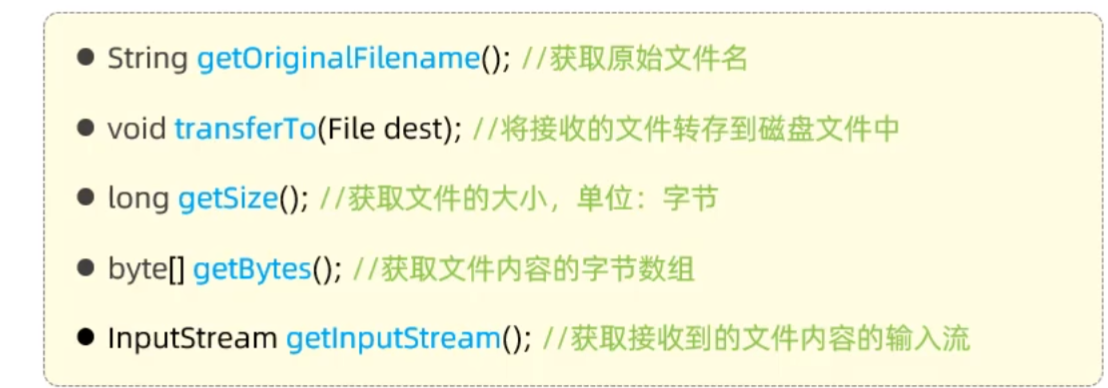 ● String getOriginalFilename(); //获取原始文件名
● void transferTo(File dest); //将接收的文件转存到磁盘文件中
● long getSize(); //获取文件的大小，单位：字节
● byte[] getBytes(); //获取文件内容的字节数组
● InputStream getInputStream(); //获取接收到的文件内容的输入流